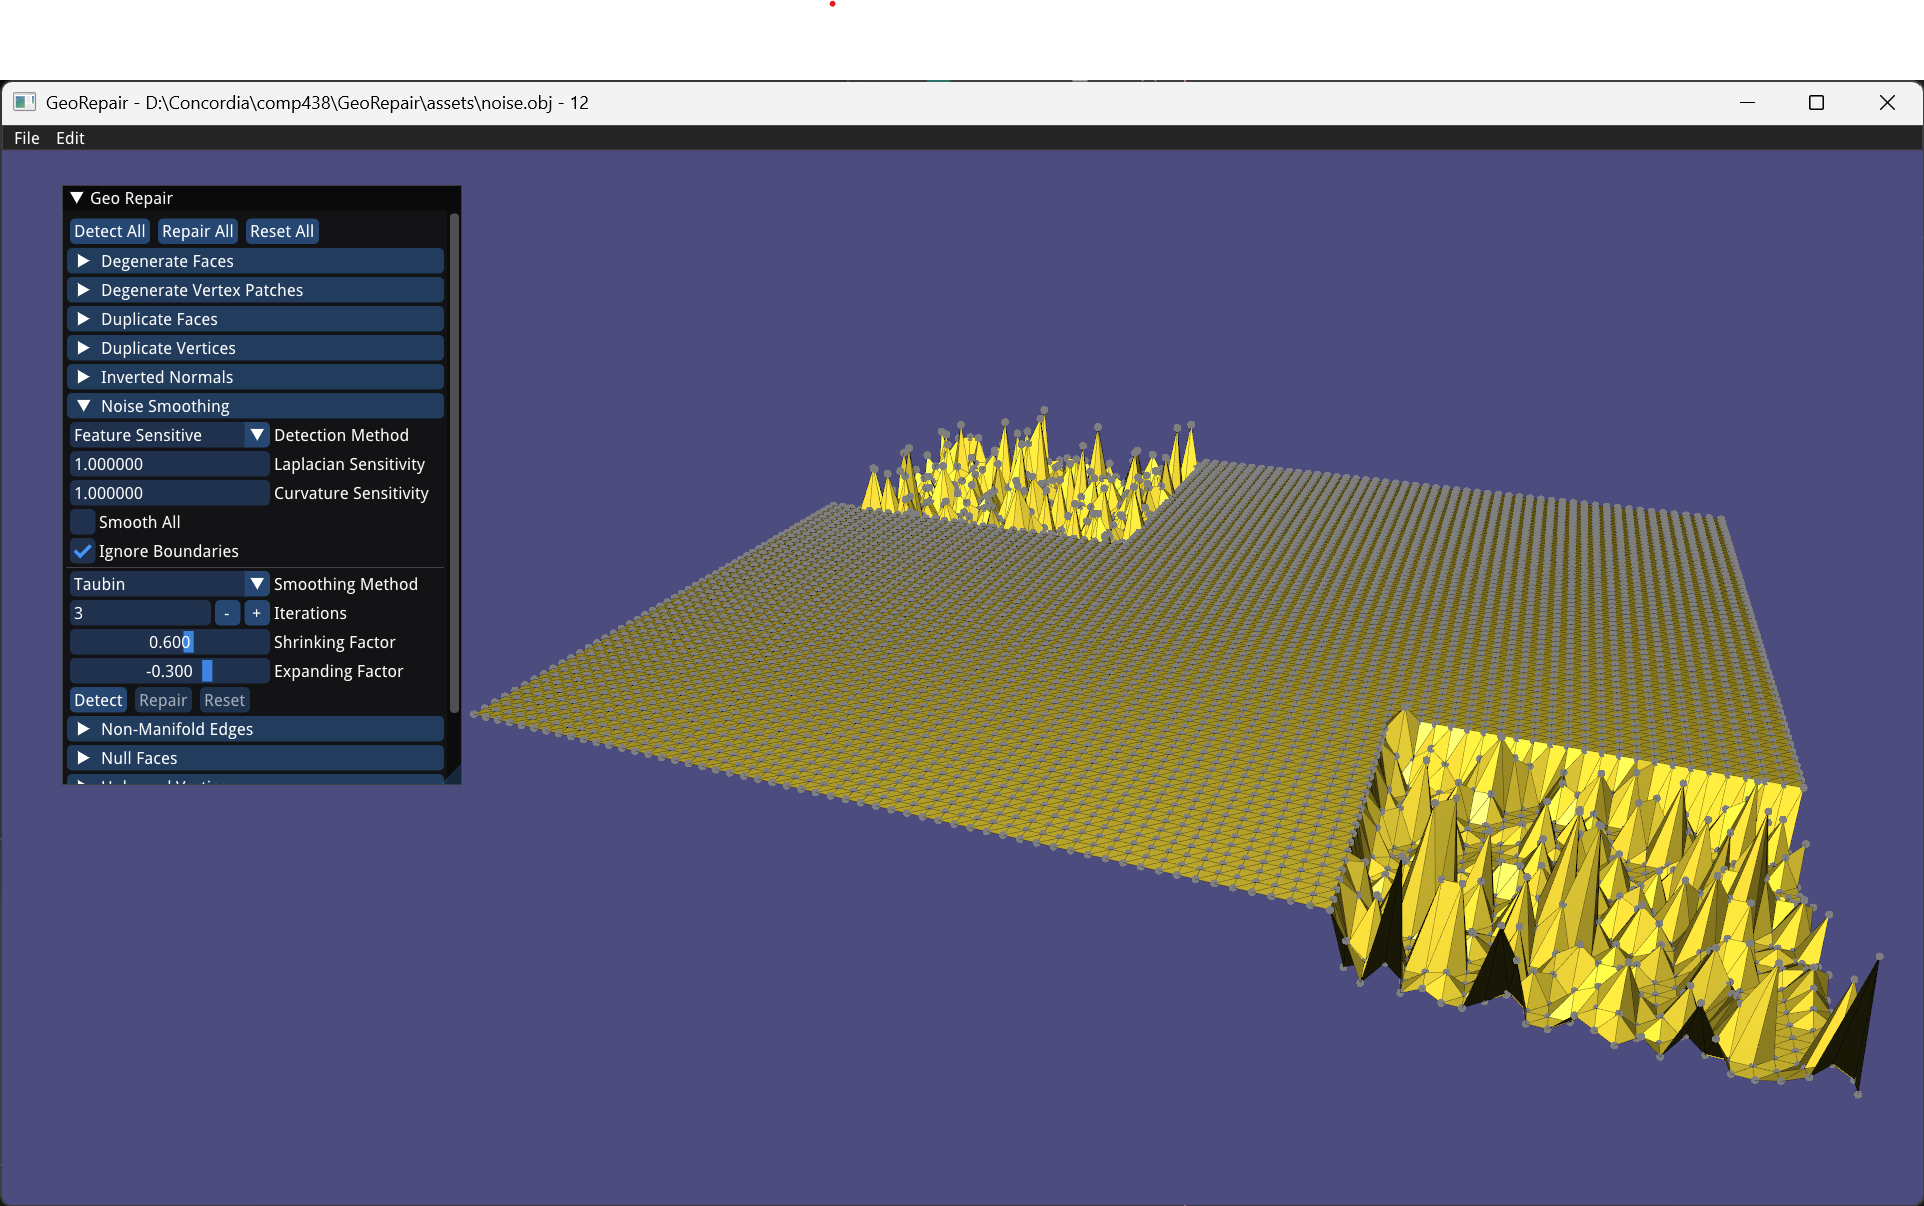 GeoRepair - D:\Concordia\comp438\GeoRepair\assets\noise.obj - 12
File Edit
Geo Repair
Detect All Repair All Reset All
Degenerate Faces
Degenerate Vertex Patches
Duplicate Faces
Duplicate Vertices
Inverted Normals
Noise Smoothing
Feature Sensitive Detection Method
1.000000 Laplacian Sensitivity
1.000000 Curvature Sensitivity
Smooth All
Ignore Boundaries
Taubin Smoothing Method
3 - + Iterations
0.600 Shrinking Factor
-0.300 Expanding Factor
Detect Repair Reset
Non-Manifold Edges
Null Faces